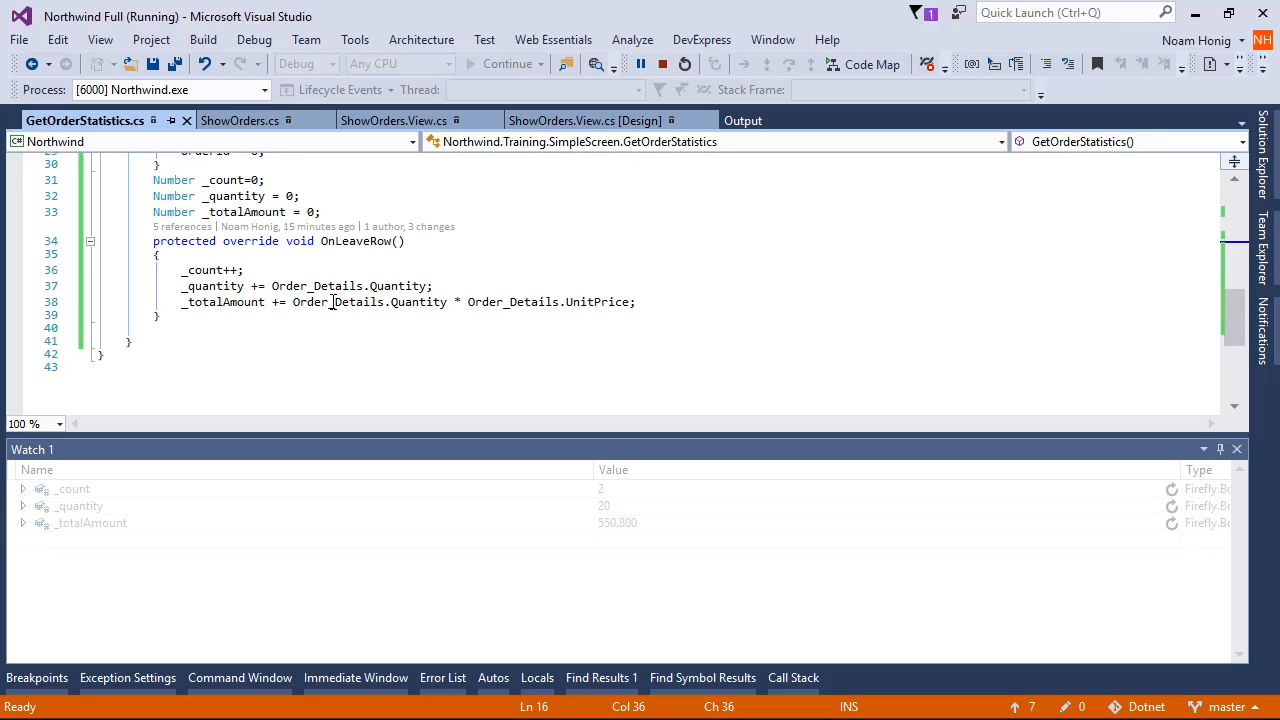 Northwind Full (Running) - Microsoft Visual Studio
1
Quick Launch (Ctrl+Q)
File Edit View Project Build Debug Team Tools Architecture Test Web Essentials Analyze DevExpress Window Help
Noam Honig NH
Debug Any CPU Continue Code Map
Process: [6000] Northwind.exe Lifecycle Events Thread: Stack Frame:
GetOrderStatistics.cs ShowOrders.cs ShowOrders.View.cs ShowOrders.View.cs [Design] Output
C# Northwind Northwind.Training.SimpleScreen.GetOrderStatistics GetOrderStatistics()
30 }
31 Number _count=0;
32 Number _quantity = 0;
33 Number _totalAmount = 0;
5 references | Noam Honig, 15 minutes ago | 1 author, 3 changes
34 protected override void OnLeaveRow()
35 {
36 _count++;
37 _quantity += Order_Details.Quantity;
38 _totalAmount += Order_Details.Quantity * Order_Details.UnitPrice;
39 }
40
41 }
42 }
43
100 %
Solution Explorer
Team Explorer
Notifications
Watch 1
Name Value Type
_count 2 Firefly.Bo
_quantity 20 Firefly.Bo
_totalAmount 550.800 Firefly.Bo
Breakpoints Exception Settings Command Window Immediate Window Error List Autos Locals Find Results 1 Find Symbol Results Call Stack
Ready Ln 16 Col 36 Ch 36 INS 7 0 Dotnet master